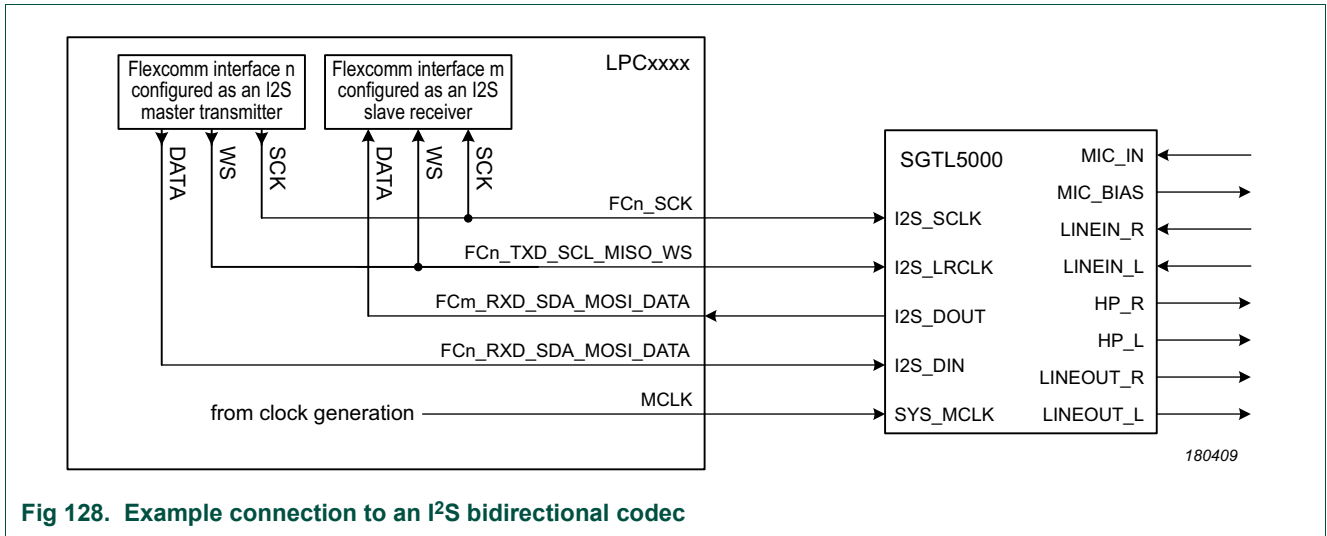 LPCxxxx
Flexcomm interface n
configured as an I2S
master transmitter
Flexcomm interface m
configured as an I2S
slave receiver
DATA
WS
SCK
DATA
WS
SCK
FCn_SCK
FCn_TXD_SCL_MISO_WS
FCm_RXD_SDA_MOSI_DATA
FCn_RXD_SDA_MOSI_DATA
from clock generation
MCLK
SGTL5000
I2S_SCLK
I2S_LRCLK
I2S_DOUT
I2S_DIN
SYS_MCLK
MIC_IN
MIC_BIAS
LINEIN_R
LINEIN_L
HP_R
HP_L
LINEOUT_R
LINEOUT_L
180409
Fig 128. Example connection to an I²S bidirectional codec